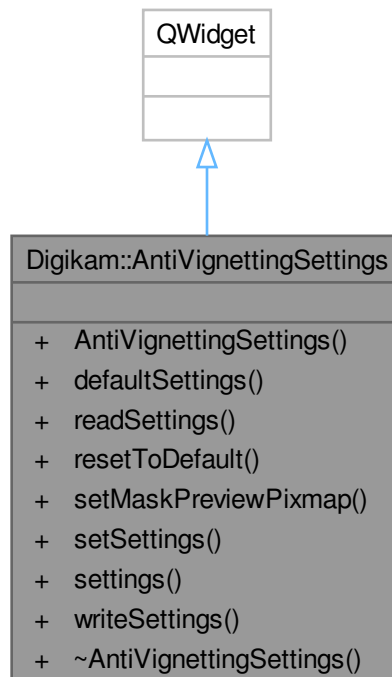 QWidget
Digikam::AntiVignettingSettings
+ AntiVignettingSettings()
+ defaultSettings()
+ readSettings()
+ resetToDefault()
+ setMaskPreviewPixmap()
+ setSettings()
+ settings()
+ writeSettings()
+ ~AntiVignettingSettings()